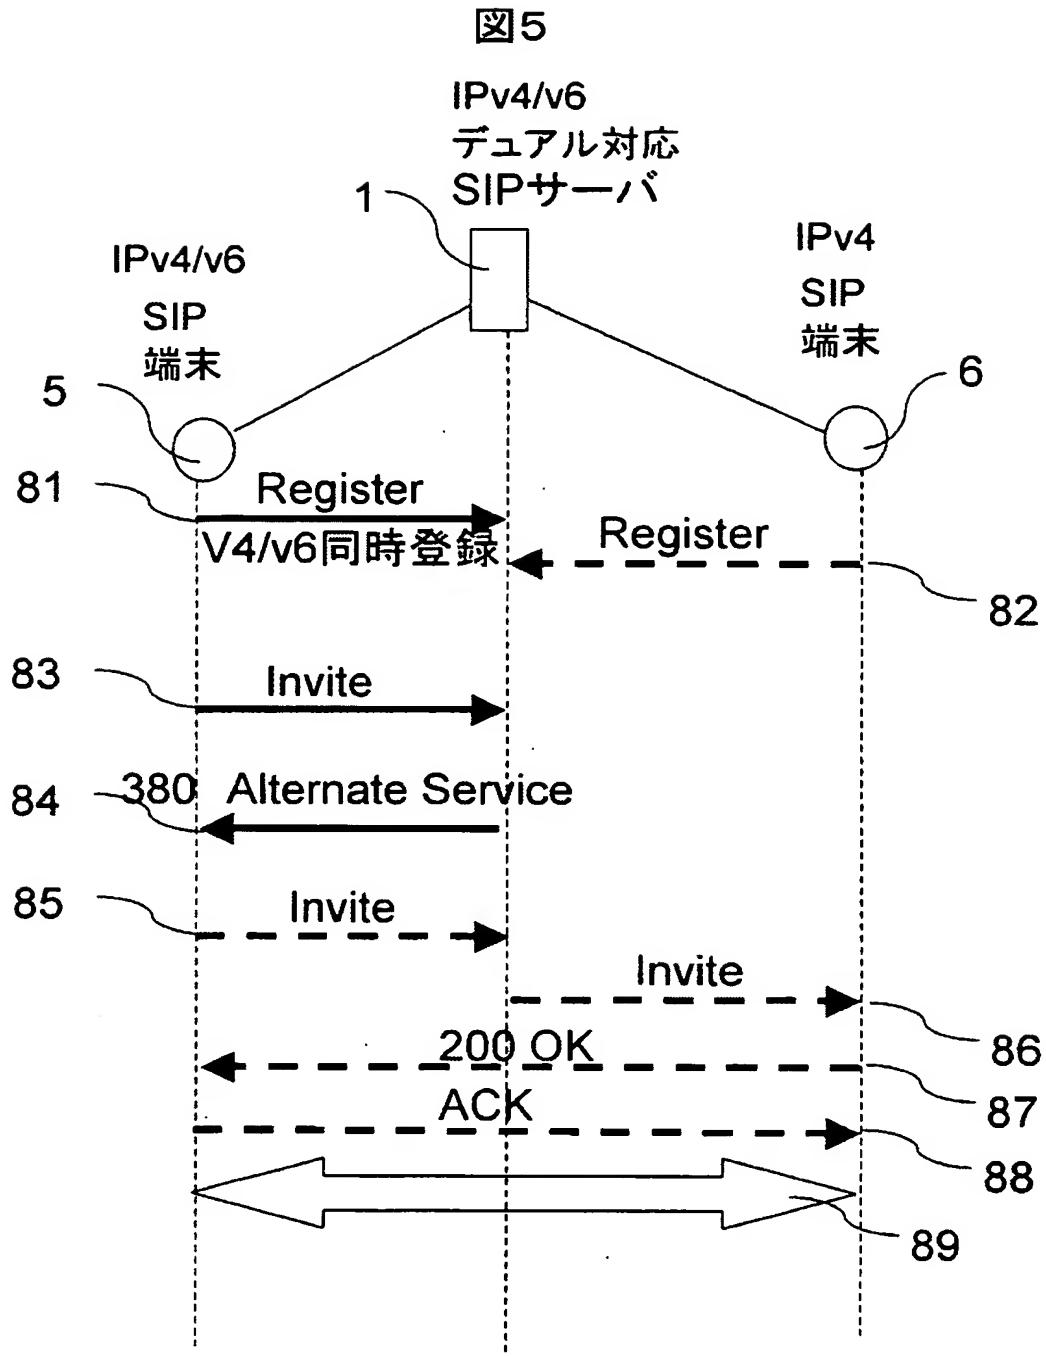 図5
IPv4/v6
デュアル対応
SIPサーバ
1
IPv4/v6
SIP
端末
IPv4
SIP
端末
5
6
81
Register
V4/v6同時登録
Register
82
83
Invite
380 Alternate Service
84
85
Invite
Invite
86
200 OK
87
ACK
88
89